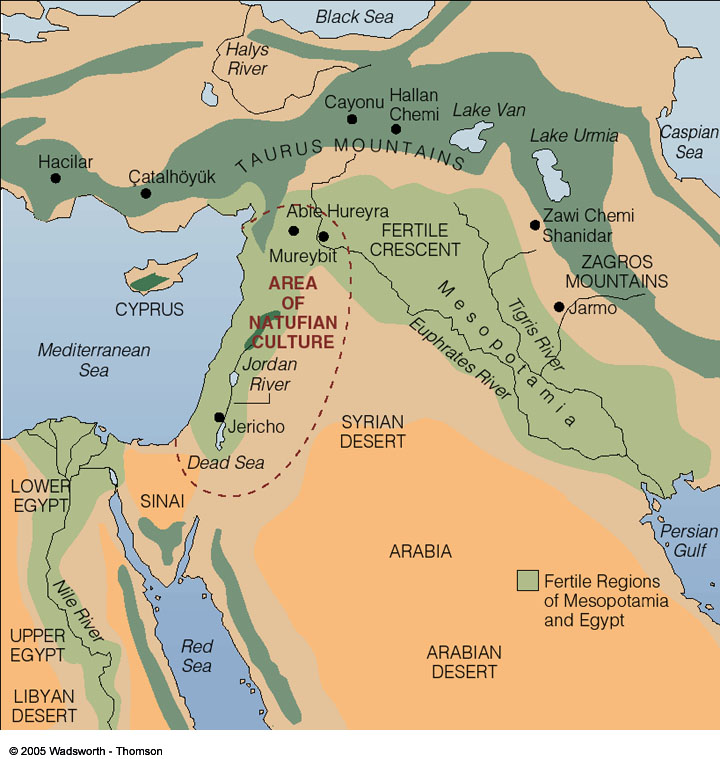 Black Sea
Halys
River
Cayonu
Hallan
Chemi
Lake Van
Lake Urmia
Caspian
Sea
Hacilar
Çatalhöyük
TAURUS MOUNTAINS
Abie Hureyra
Mureybit
FERTILE
CRESCENT
Zawi Chemi
Shanidar
ZAGROS
MOUNTAINS
Jarmo
CYPRUS
AREA
OF
NATUFIAN
CULTURE
Mesopotamia
Tigris River
Euphrates River
Mediterranean
Sea
Jordan
River
Jericho
Dead Sea
SYRIAN
DESERT
LOWER
EGYPT
SINAI
ARABIA
Persian
Gulf
Fertile Regions
of Mesopotamia
and Egypt
Nile River
UPPER
EGYPT
Red
Sea
ARABIAN
DESERT
LIBYAN
DESERT
© 2005 Wadsworth - Thomson